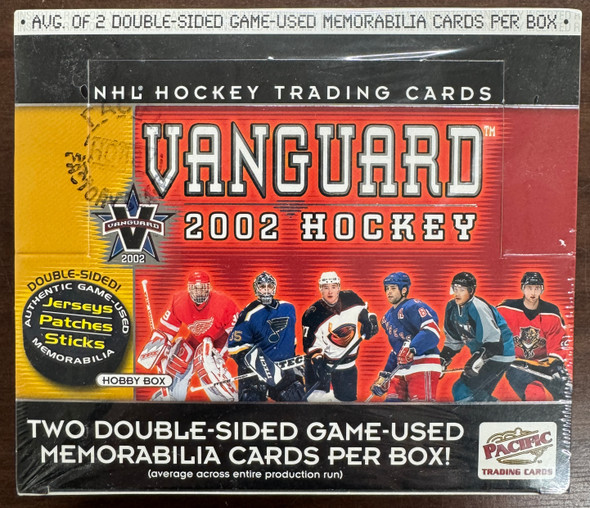 • AVG. OF 2 DOUBLE-SIDED GAME-USED MEMORABILIA CARDS PER BOX •
NHL HOCKEY TRADING CARDS
VANGUARD™
2002 HOCKEY
VANGUARD
2002
DOUBLE-SIDED!
AUTHENTIC GAME-USED
Jerseys
Patches
Sticks
MEMORABILIA
HOBBY BOX
TWO DOUBLE-SIDED GAME-USED
MEMORABILIA CARDS PER BOX!
(average across entire production run)
PACIFIC
TRADING CARDS